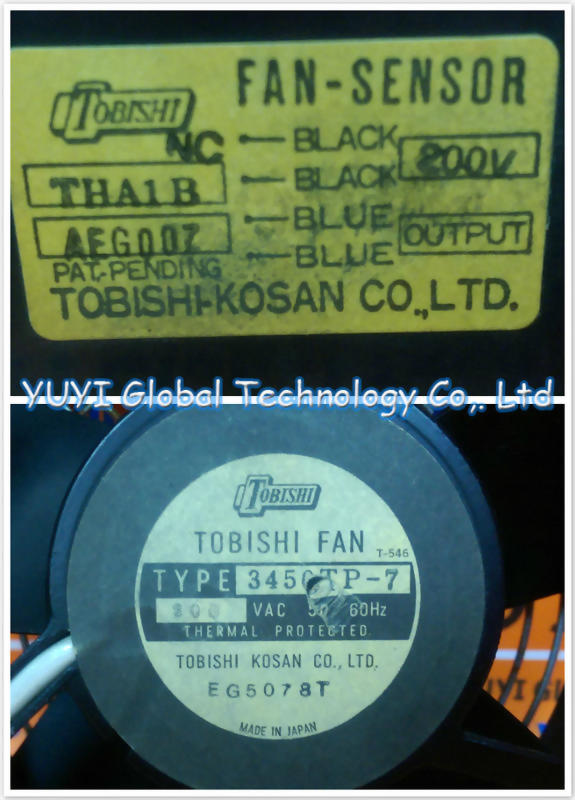 TOBISHI
FAN-SENSOR
NC
BLACK
THA1B
BLACK
200V
BLUE
OUTPUT
BLUE
PAT.PENDING
TOBISHI-KOSAN CO.,LTD.
YUYI Global Technology Co,. Ltd
TOBISHI
TOBISHI FAN
T-546
TYPE
VAC 50 60Hz
THERMAL PROTECTED
TOBISHI KOSAN CO., LTD.
EG5078T
MADE IN JAPAN